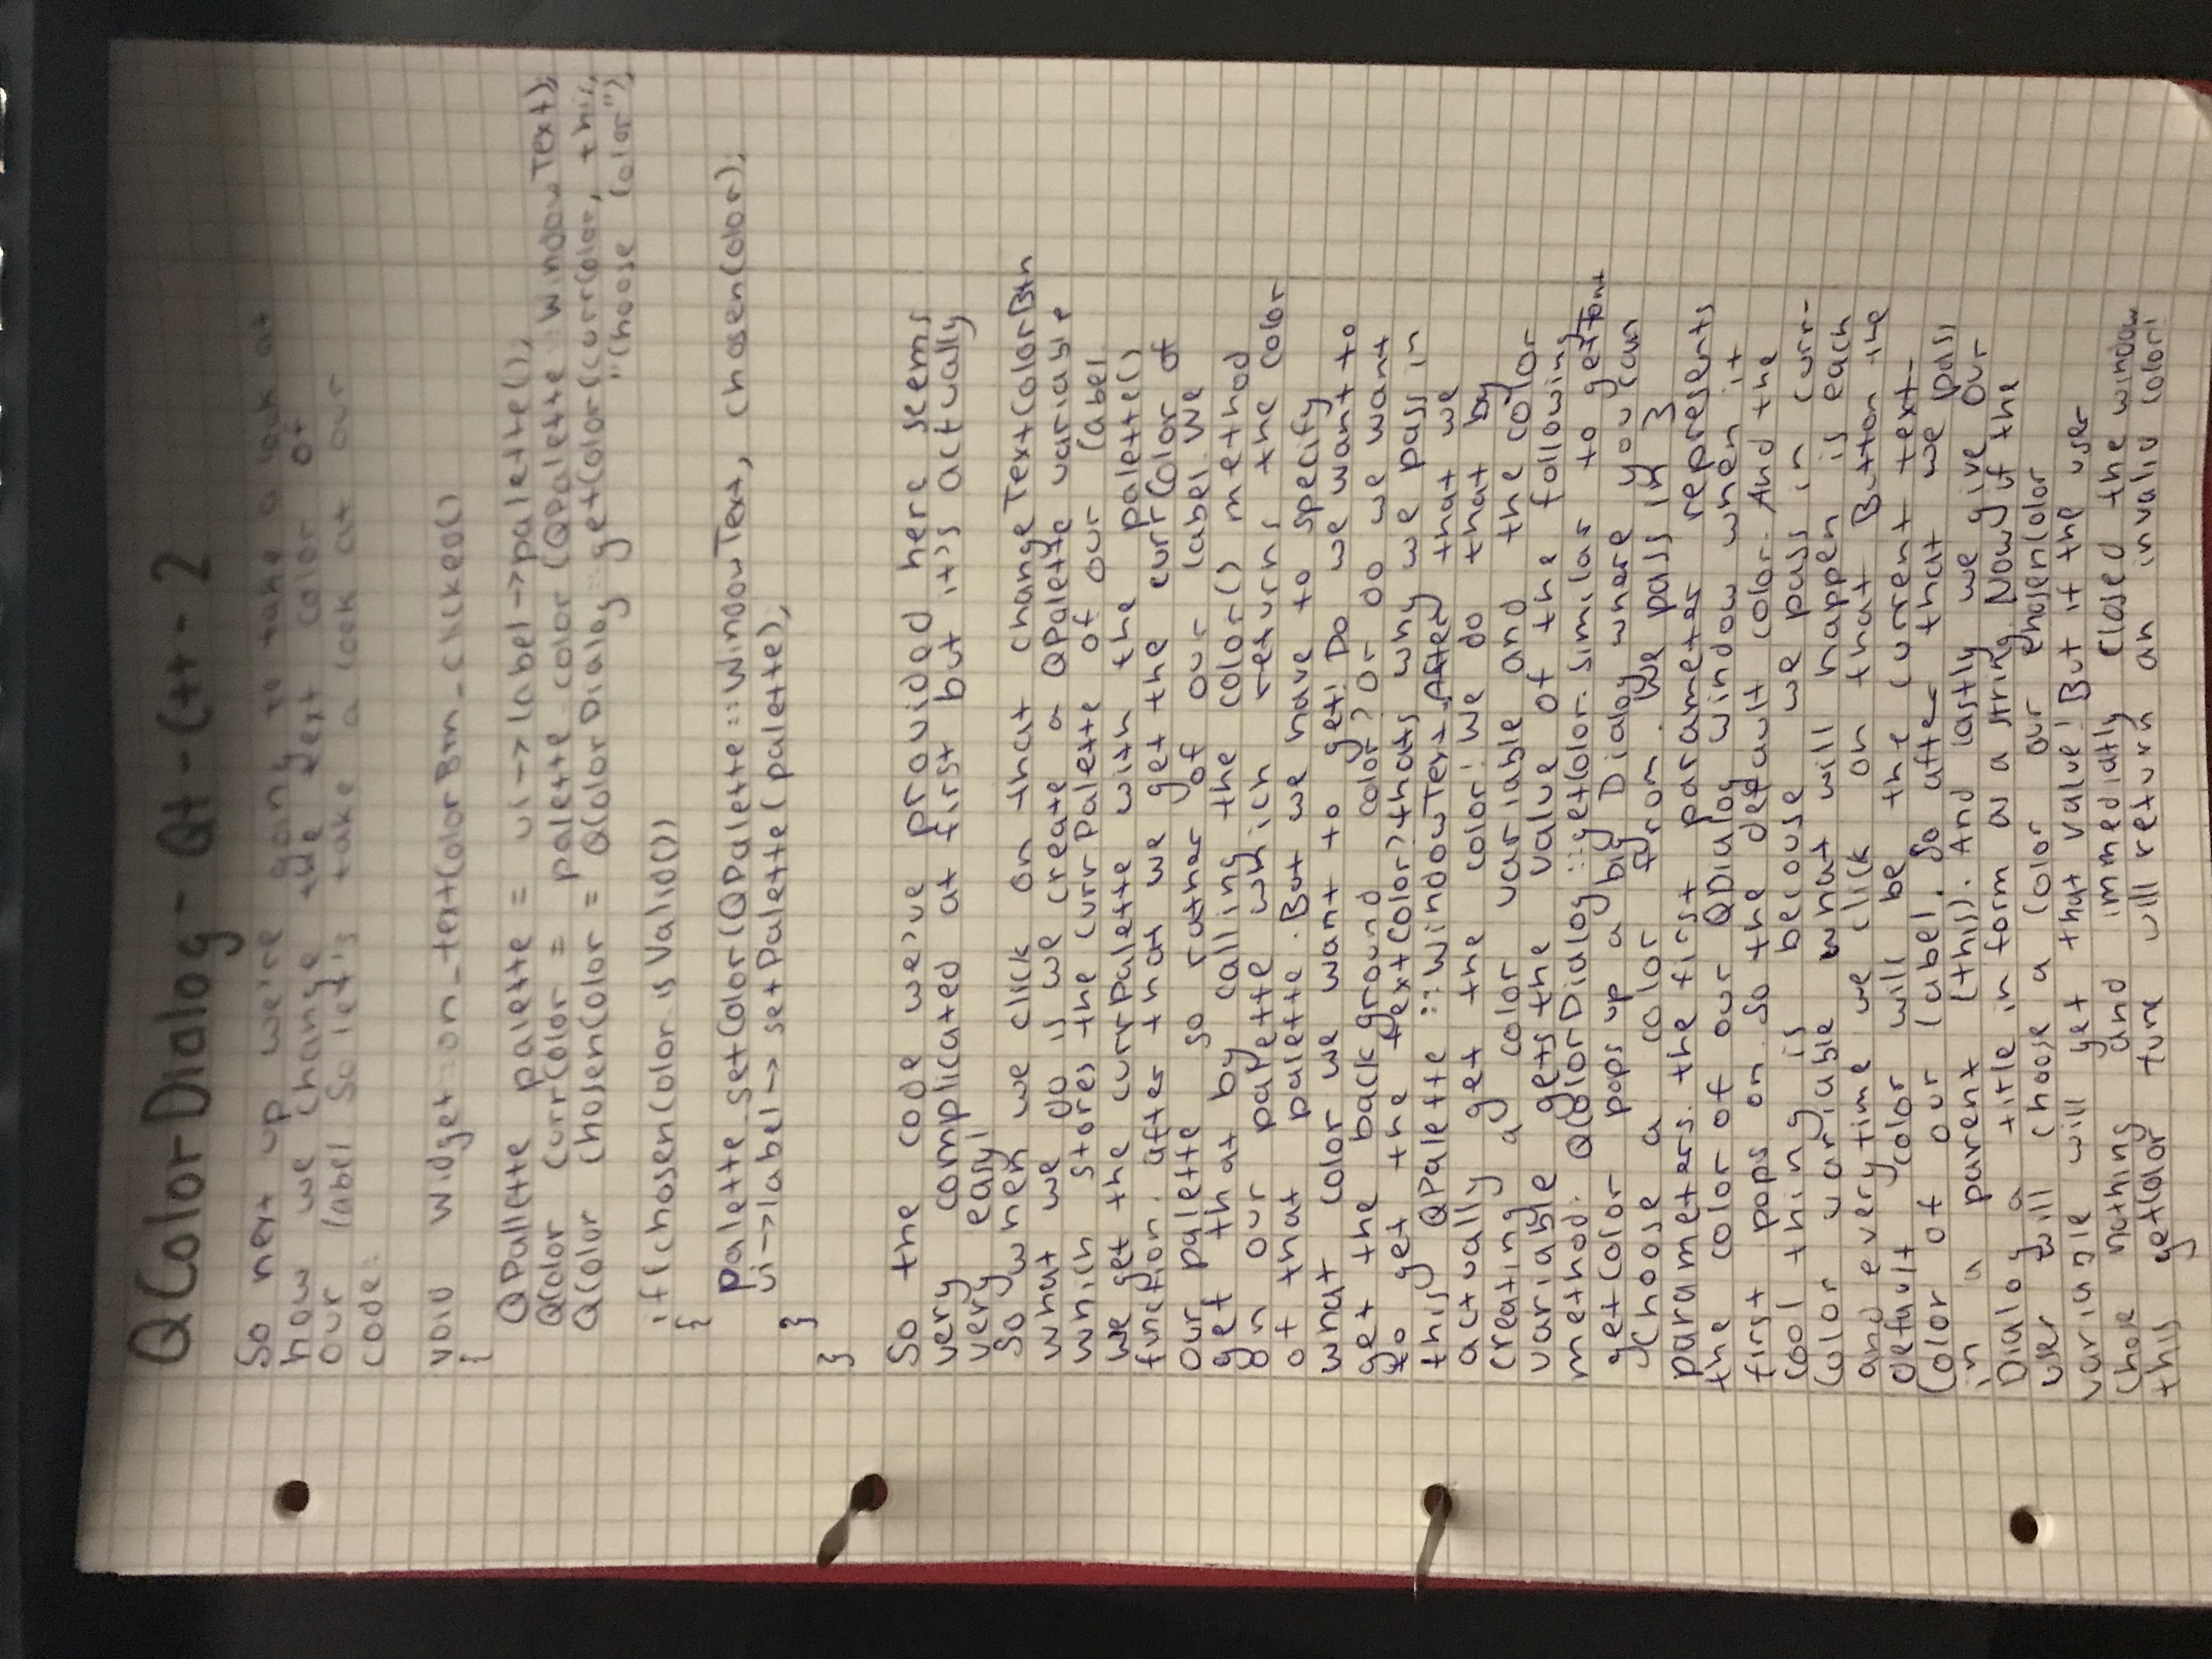 QColorDialog - Qt - C++ - 2
So next up we're going to take a look at
how we change the text color of
our label So let's take a look at our
code:
void Widget::on_textColorBtn_clicked()
{
QPallette palette = ui->label->palette();
QColor currColor = palette.color(QPalette::WindowText);
QColor chosenColor = QColorDialog::getColor(currColor, this,
"Choose Color");
if(chosenColor.isValid())
{
palette.setColor(QPalette::WindowText, chosenColor);
ui->label->setPalette(palette);
}
}
So the code we've provided here seems
very complicated at first but it's actually
very easy!
So when we click on that changeTextColorBtn
what we do is we create a QPalette variable
which stores the currPalette of our label.
We get the currPalette with the palette()
function. after that we get the currColor of
our palette so rather of our label. We
get that by calling the color() method
on our palette which returns the color
of that palette. But we have to specify
what color we want to get! Do we want to
get the background color? Or do we want
to get the textColor? thats why we pass in
this QPalette::WindowText. After that we
actually get the color! We do that by
creating a color variable and the color
variable gets the value of the following
method: QColorDialog::getColor. Similar to getFont
getColor pops up a big Dialog where you can
choose a color from. We pass in 3
parameters. the first parameter represents
the color of our QDialog window when it
first pops on. So the default color. And the
cool thing is becouse we pass in curr-
Color variable what will happen is each
and everytime we click on that Button the
default color will be the current text-
Color of our label. So after that we pass
in a parent (this). And lastly we give our
Dialog a title in form as a string. Now if the
user will choose a color our chosenColor
variable will get that value! But if the user
chose nothing and immediatly closed the window
this getColor func will return an invalid color!